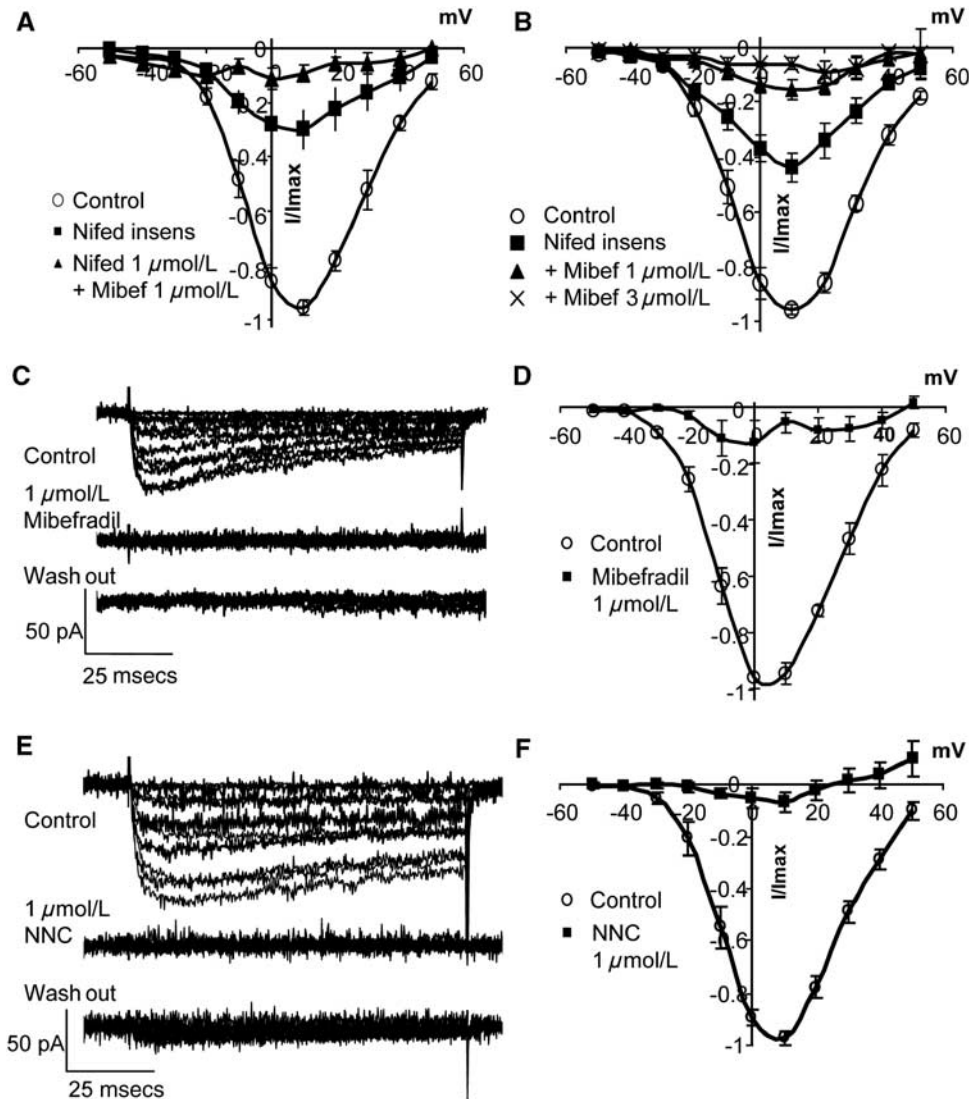 A
mV
0
-60 -40 -20 20 40 60
-0.2
-0.4
-0.6
-0.8
-1
I/Imax
Control
Nifed insens
Nifed 1 µmol/L
+ Mibef 1 µmol/L
B
mV
0
-60 -40 -20 20 40 60
-0.2
-0.4
-0.6
-0.8
-1
I/Imax
Control
Nifed insens
+ Mibef 1 µmol/L
+ Mibef 3 µmol/L
C
Control
1 µmol/L
Mibefradil
Wash out
50 pA
25 msecs
D
mV
0
-60 -40 -20 20 40 60
-0.2
-0.4
-0.6
-0.8
-1
I/Imax
Control
Mibefradil
1 µmol/L
E
Control
1 µmol/L
NNC
Wash out
50 pA
25 msecs
F
mV
0
-60 -40 -20 0 20 40 60
-0.2
-0.4
-0.6
-0.8
-1
I/Imax
Control
NNC
1 µmol/L